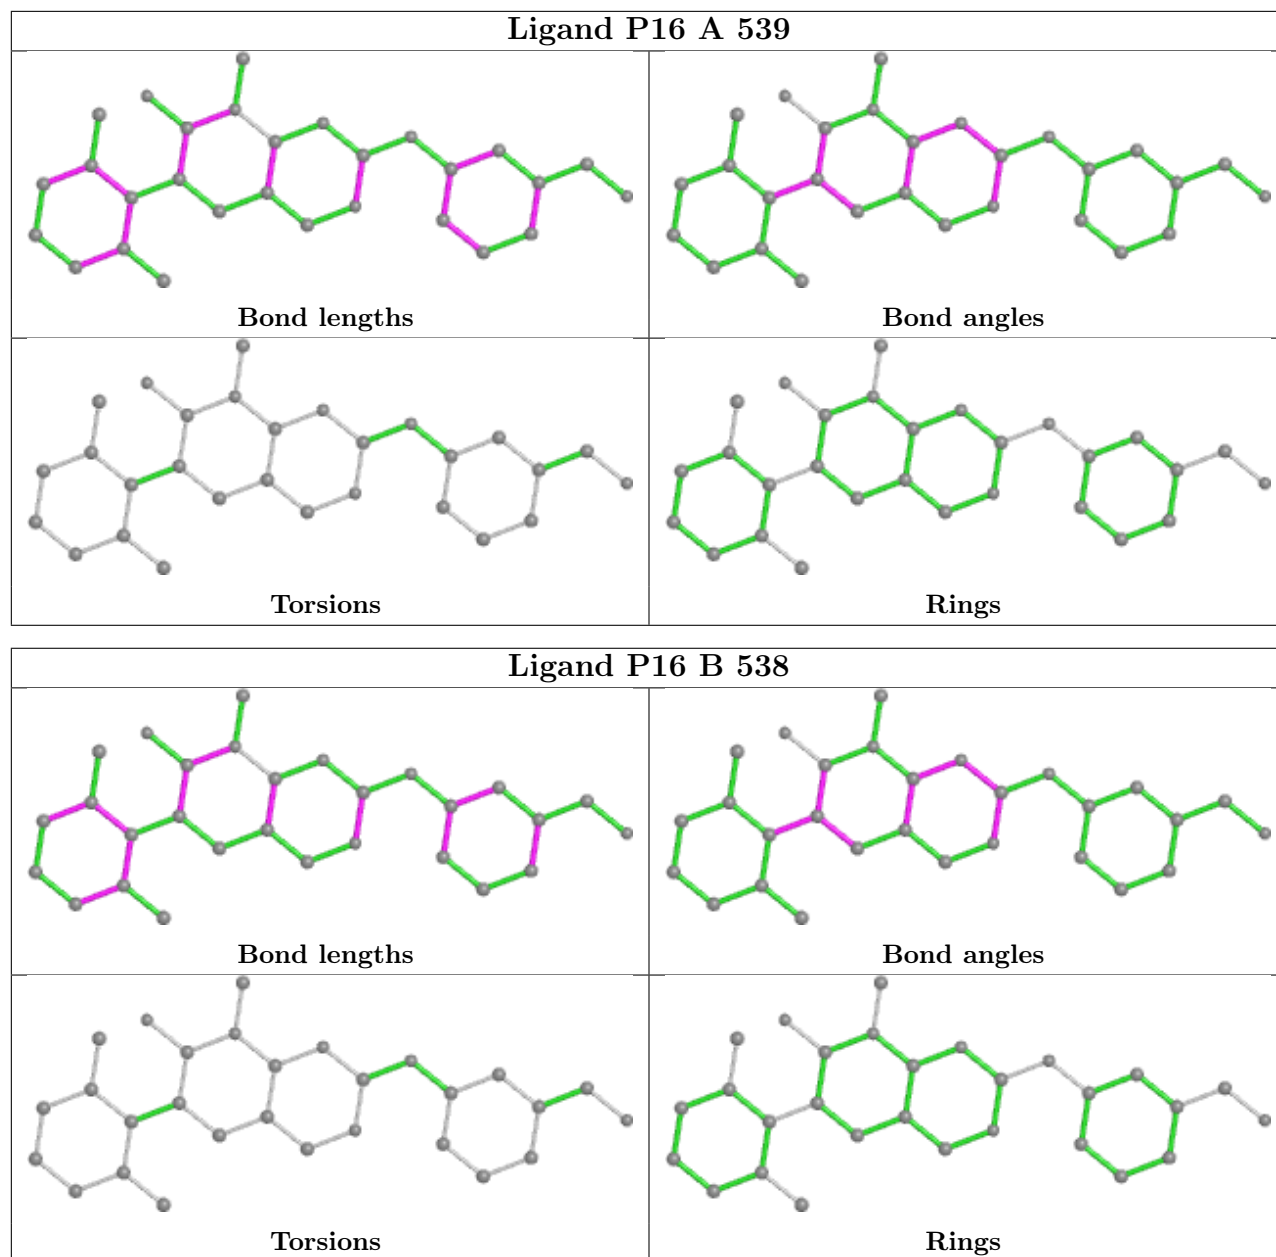 Ligand P16 A 539
Bond lengths
Bond angles
Torsions
Rings
Ligand P16 B 538
Bond lengths
Bond angles
Torsions
Rings